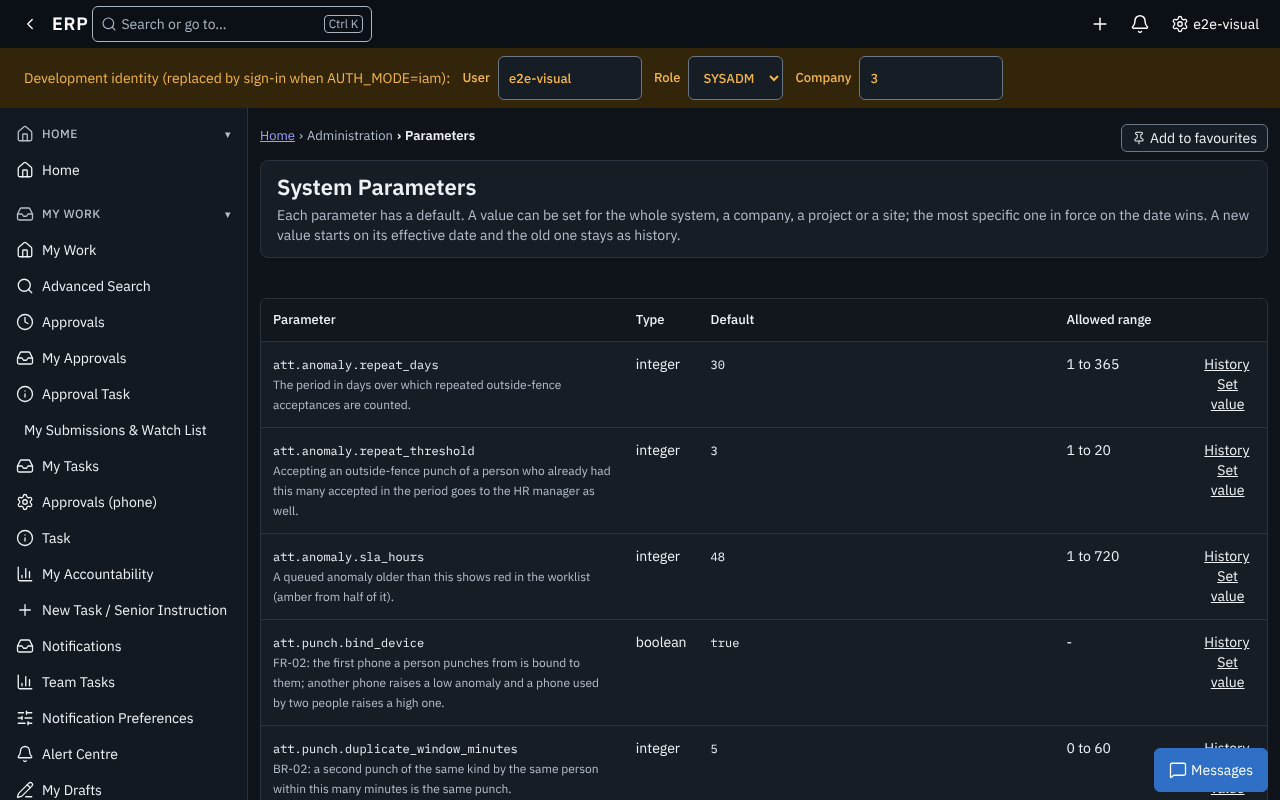 ERP
Search or go to...
Ctrl K
e2e-visual
Development identity (replaced by sign-in when AUTH_MODE=iam): User e2e-visual Role SYSADM Company 3
HOME
Home
MY WORK
My Work
Advanced Search
Approvals
My Approvals
Approval Task
My Submissions & Watch List
My Tasks
Approvals (phone)
Task
My Accountability
New Task / Senior Instruction
Notifications
Team Tasks
Notification Preferences
Alert Centre
My Drafts
Home › Administration › Parameters
Add to favourites
System Parameters
Each parameter has a default. A value can be set for the whole system, a company, a project or a site; the most specific one in force on the date wins. A new
value starts on its effective date and the old one stays as history.
Parameter Type Default Allowed range
att.anomaly.repeat_days integer 30 1 to 365 History
The period in days over which repeated outside-fence Set
acceptances are counted. value
att.anomaly.repeat_threshold integer 3 1 to 20 History
Accepting an outside-fence punch of a person who already had Set
this many accepted in the period goes to the HR manager as value
well.
att.anomaly.sla_hours integer 48 1 to 720 History
A queued anomaly older than this shows red in the worklist Set
(amber from half of it). value
att.punch.bind_device boolean true - History
FR-02: the first phone a person punches from is bound to Set
them; another phone raises a low anomaly and a phone used value
by two people raises a high one.
att.punch.duplicate_window_minutes integer 5 0 to 60 History
BR-02: a second punch of the same kind by the same person
within this many minutes is the same punch. value
Messages